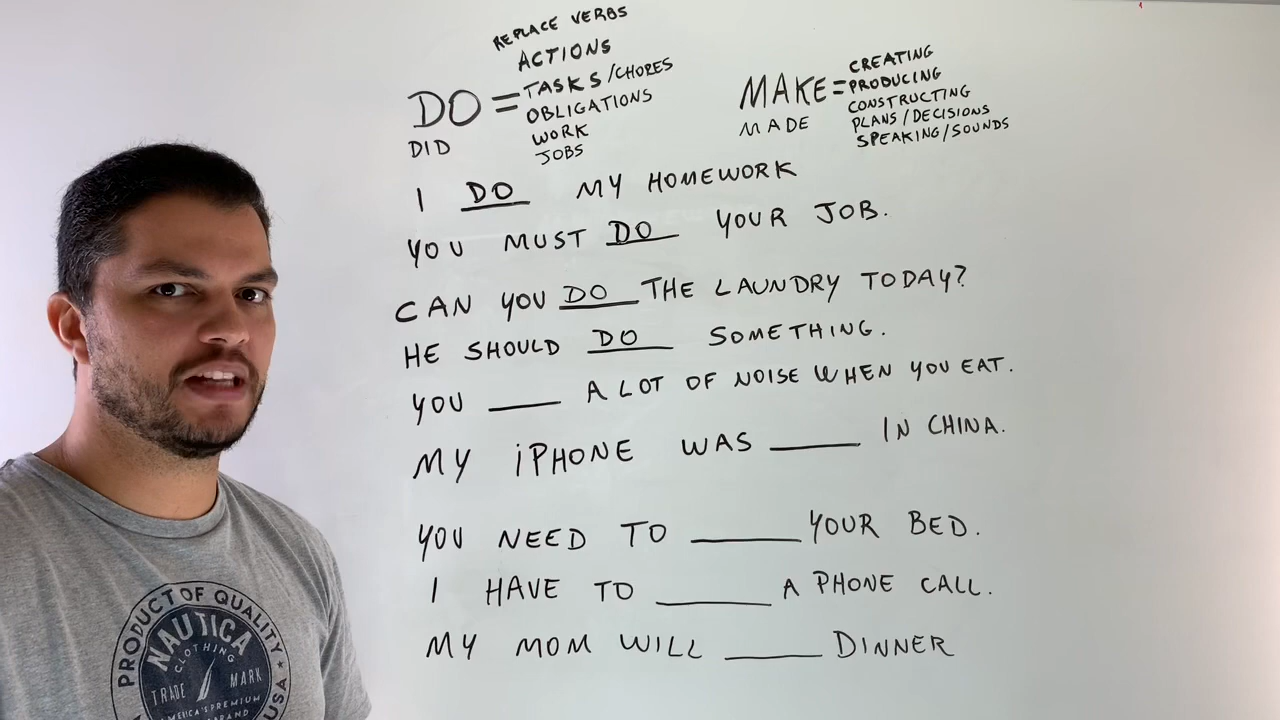 REPLACE VERBS
ACTIONS
DO = TASKS/CHORES
OBLIGATIONS
DID WORK
JOBS
MAKE = CREATING
PRODUCING
CONSTRUCTING
MADE PLANS/DECISIONS
SPEAKING/SOUNDS
I DO MY HOMEWORK
YOU MUST DO YOUR JOB.
CAN YOU DO THE LAUNDRY TODAY?
HE SHOULD DO SOMETHING.
YOU ____ A LOT OF NOISE WHEN YOU EAT.
MY iPHONE WAS ____ IN CHINA.
YOU NEED TO ____ YOUR BED.
I HAVE TO ____ A PHONE CALL.
MY MOM WILL ____ DINNER
PRODUCT OF QUALITY
NAUTICA
CLOTHING
TRADE MARK
AMERICA'S PREMIUM
BRAND
USA